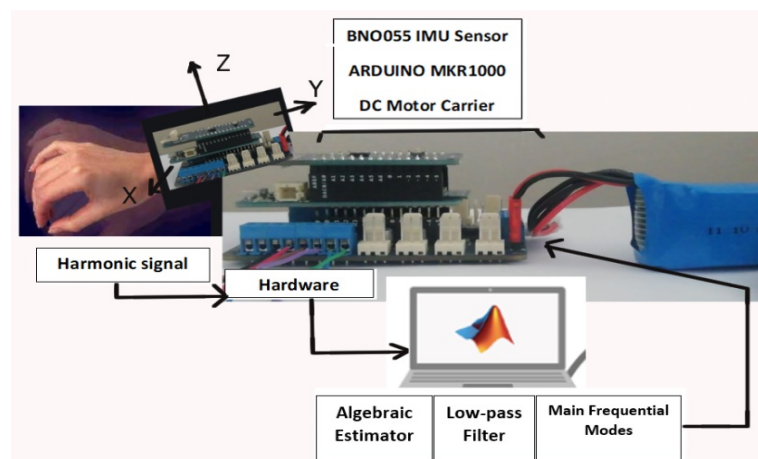 BNO055 IMU Sensor
ARDUINO MKR1000
DC Motor Carrier
Z
Y
X
Harmonic signal
Hardware
Algebraic
Estimator
Low-pass
Filter
Main Frequential
Modes